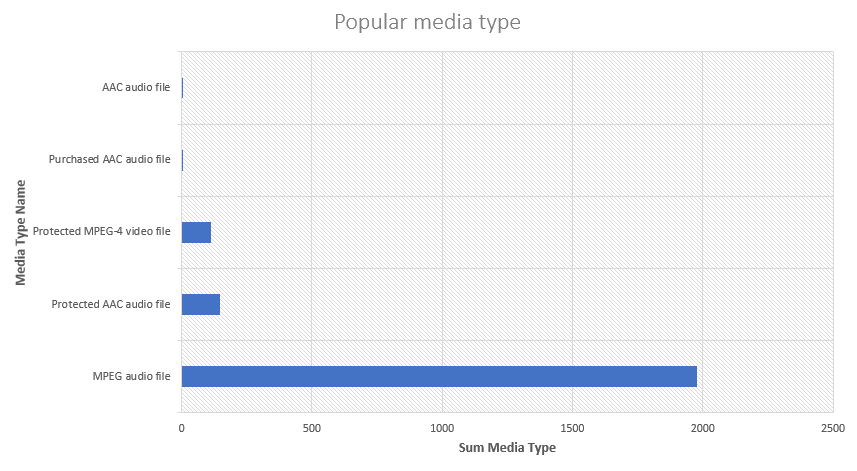 Popular media type
AAC audio file
Purchased AAC audio file
Protected MPEG-4 video file
Protected AAC audio file
MPEG audio file
Media Type Name
0 500 1000 1500 2000 2500
Sum Media Type